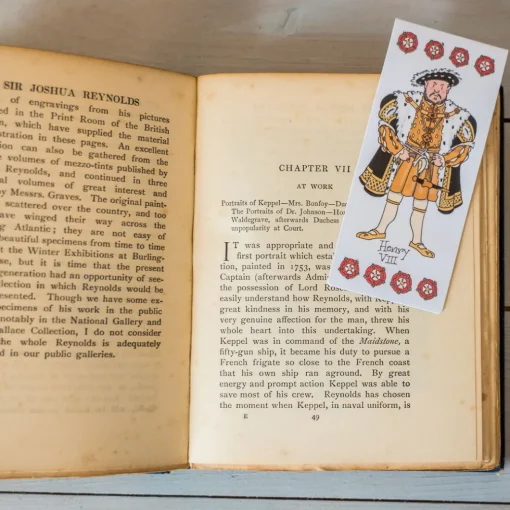 SIR JOSHUA REYNOLDS
of engravings from his pictures
in the Print Room of the British
which have supplied the material
in these pages. An excellent
can also be gathered from the
volumes of mezzo-tints published by
Reynolds, and continued in three
volumes of great interest and
Messrs. Graves. The original paint-
scattered over the country, and too
winged their way across the
Atlantic; they are not easy of
beautiful specimens from time to time
at the Winter Exhibitions at Burling-
but it is time that the present
generation had an opportunity of see-
in which Reynolds would be
Though we have some ex-
specimens of his work in the public
notably in the National Gallery and
Collection, I do not consider
the whole Reynolds is adequately
in our public galleries.
CHAPTER VII
AT WORK
Portraits of Keppel—Mrs. Bonfoy—
The Portraits of Dr. Johnson—
Waldegrave, afterwards Duchess
unpopularity at Court.
IT was appropriate and
first portrait which
painted in 1753, was
Captain (afterwards
the possession of Lord
easily understand how Reynolds, with
great kindness in his memory, and with his
very genuine affection for the man, threw his
whole heart into this undertaking. When
Keppel was in command of the Maidstone, a
fifty-gun ship, it became his duty to pursue a
French frigate so close to the French coast
that his own ship ran aground. By great
energy and prompt action Keppel was able to
save most of his crew. Reynolds has chosen
the moment when Keppel, in naval uniform, is
E 49
Henry
VIII